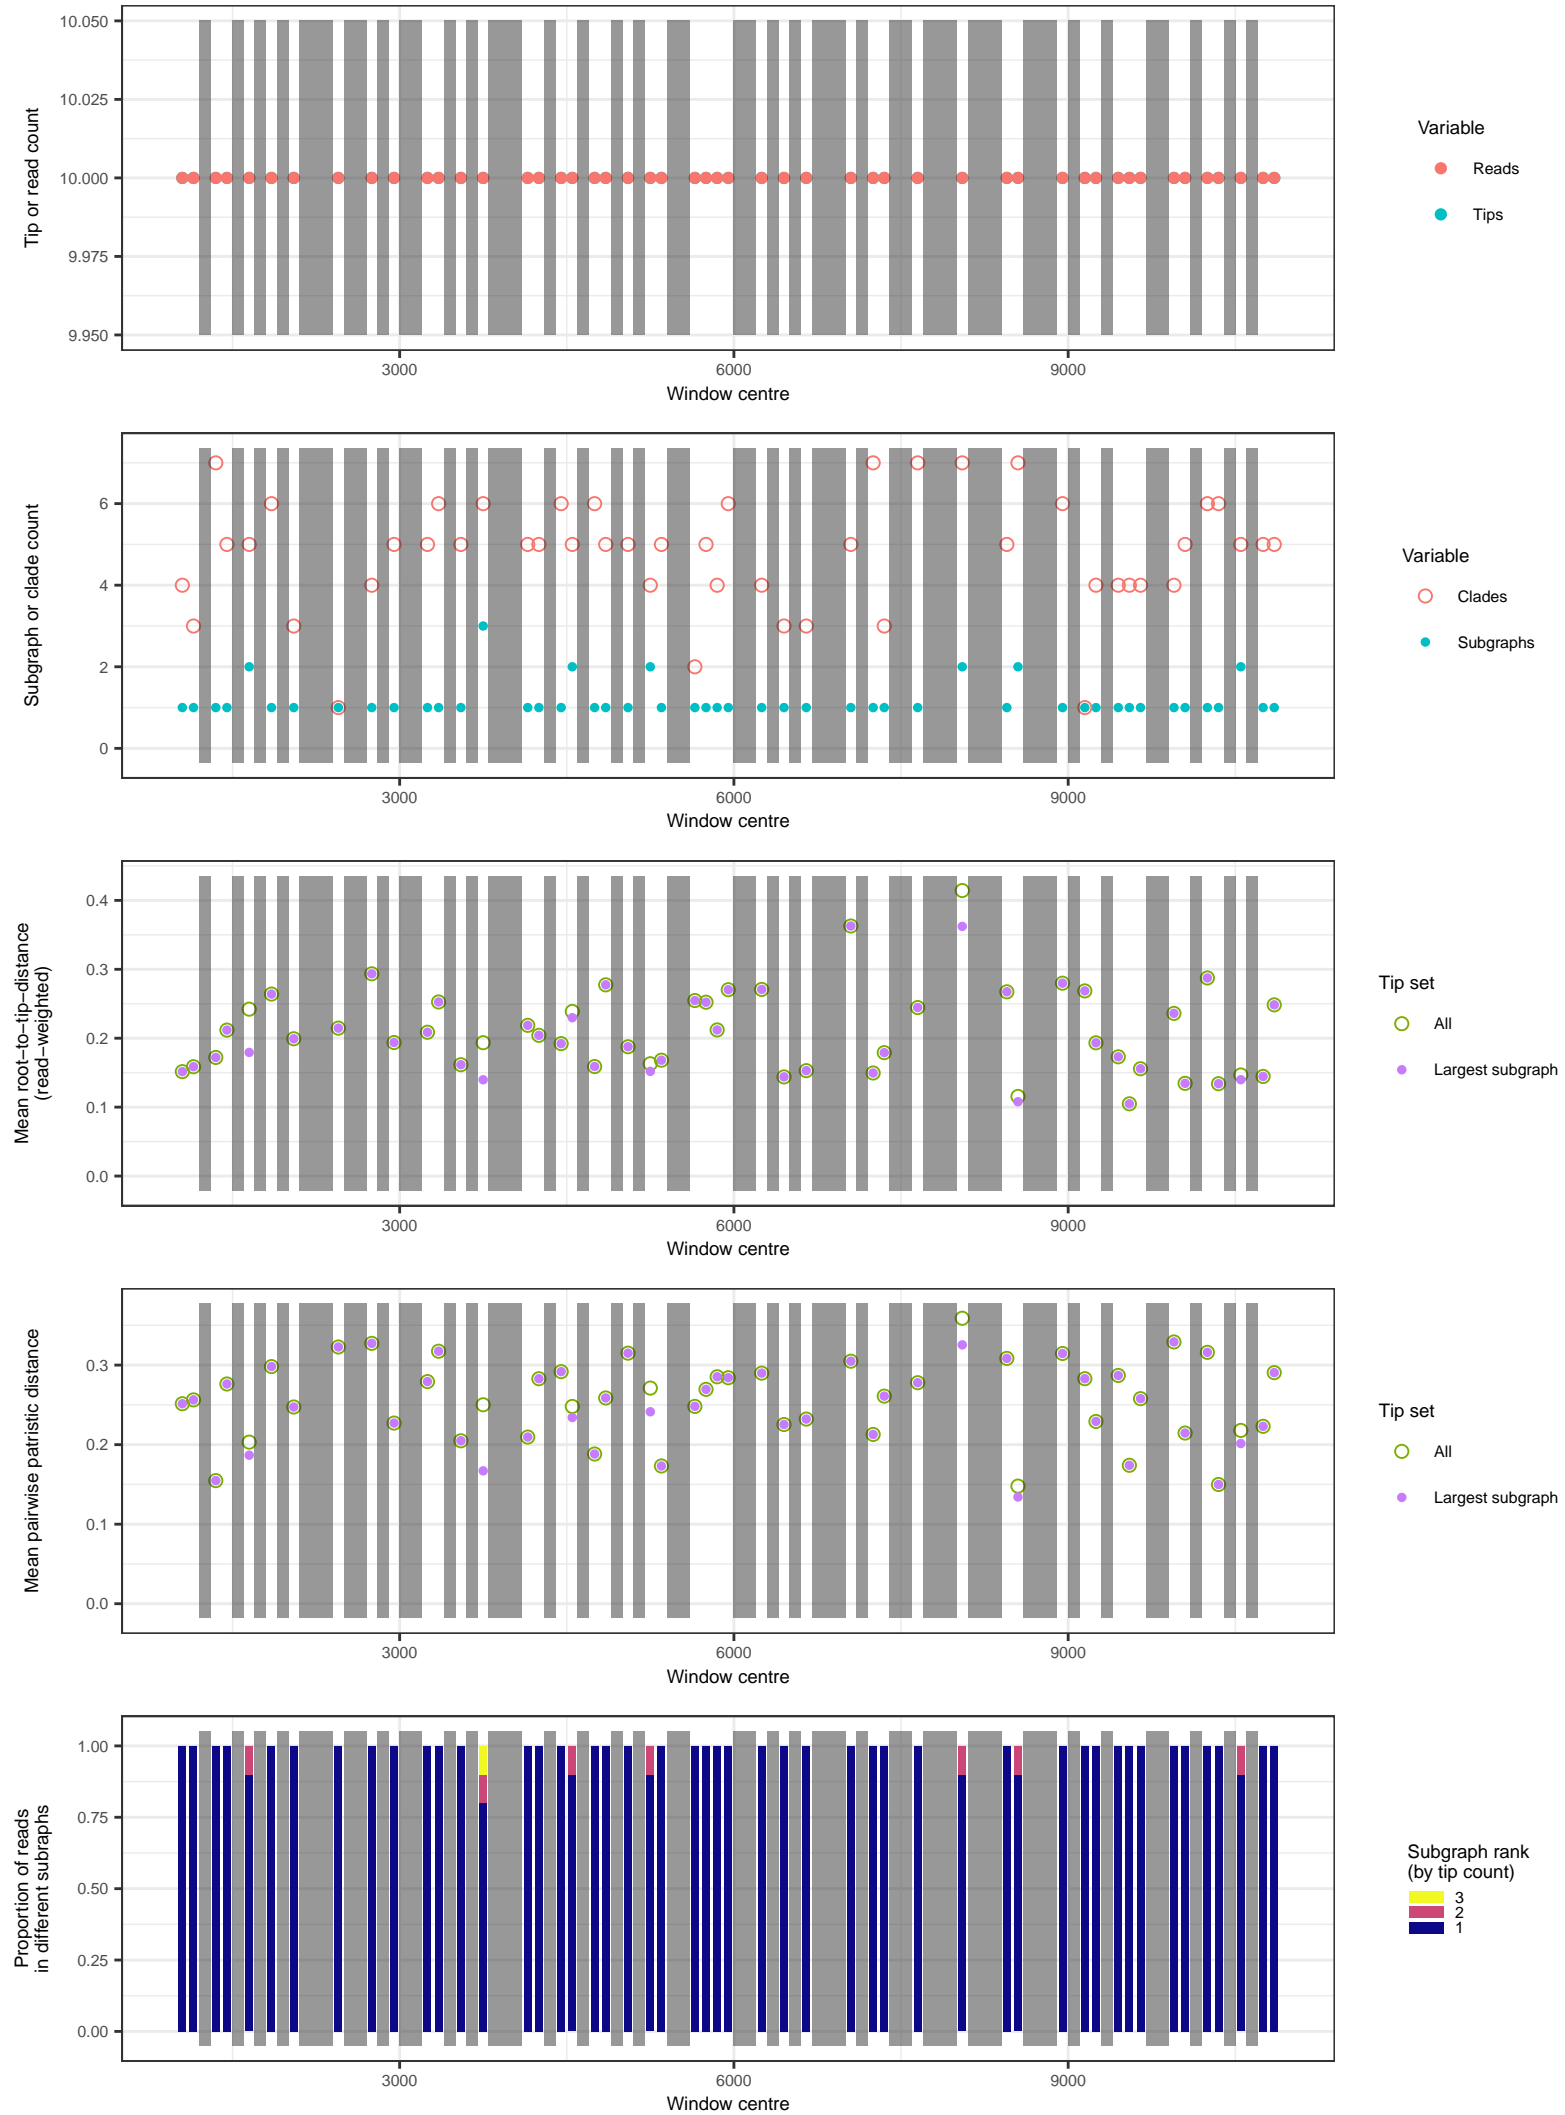 10.050
10.025
10.000
9.975
9.950
Tip or read count
3000
6000
9000
Window centre
Variable
Reads
Tips
6
4
2
0
Subgraph or clade count
3000
6000
9000
Window centre
Variable
Clades
Subgraphs
0.4
0.3
0.2
0.1
0.0
Mean root−to−tip−distance
(read−weighted)
3000
6000
9000
Window centre
Tip set
All
Largest subgraph
0.3
0.2
0.1
0.0
Mean pairwise patristic distance
3000
6000
9000
Window centre
Tip set
All
Largest subgraph
1.00
0.75
0.50
0.25
0.00
Proportion of reads
in different subraphs
3000
6000
9000
Window centre
Subgraph rank
(by tip count)
3
2
1